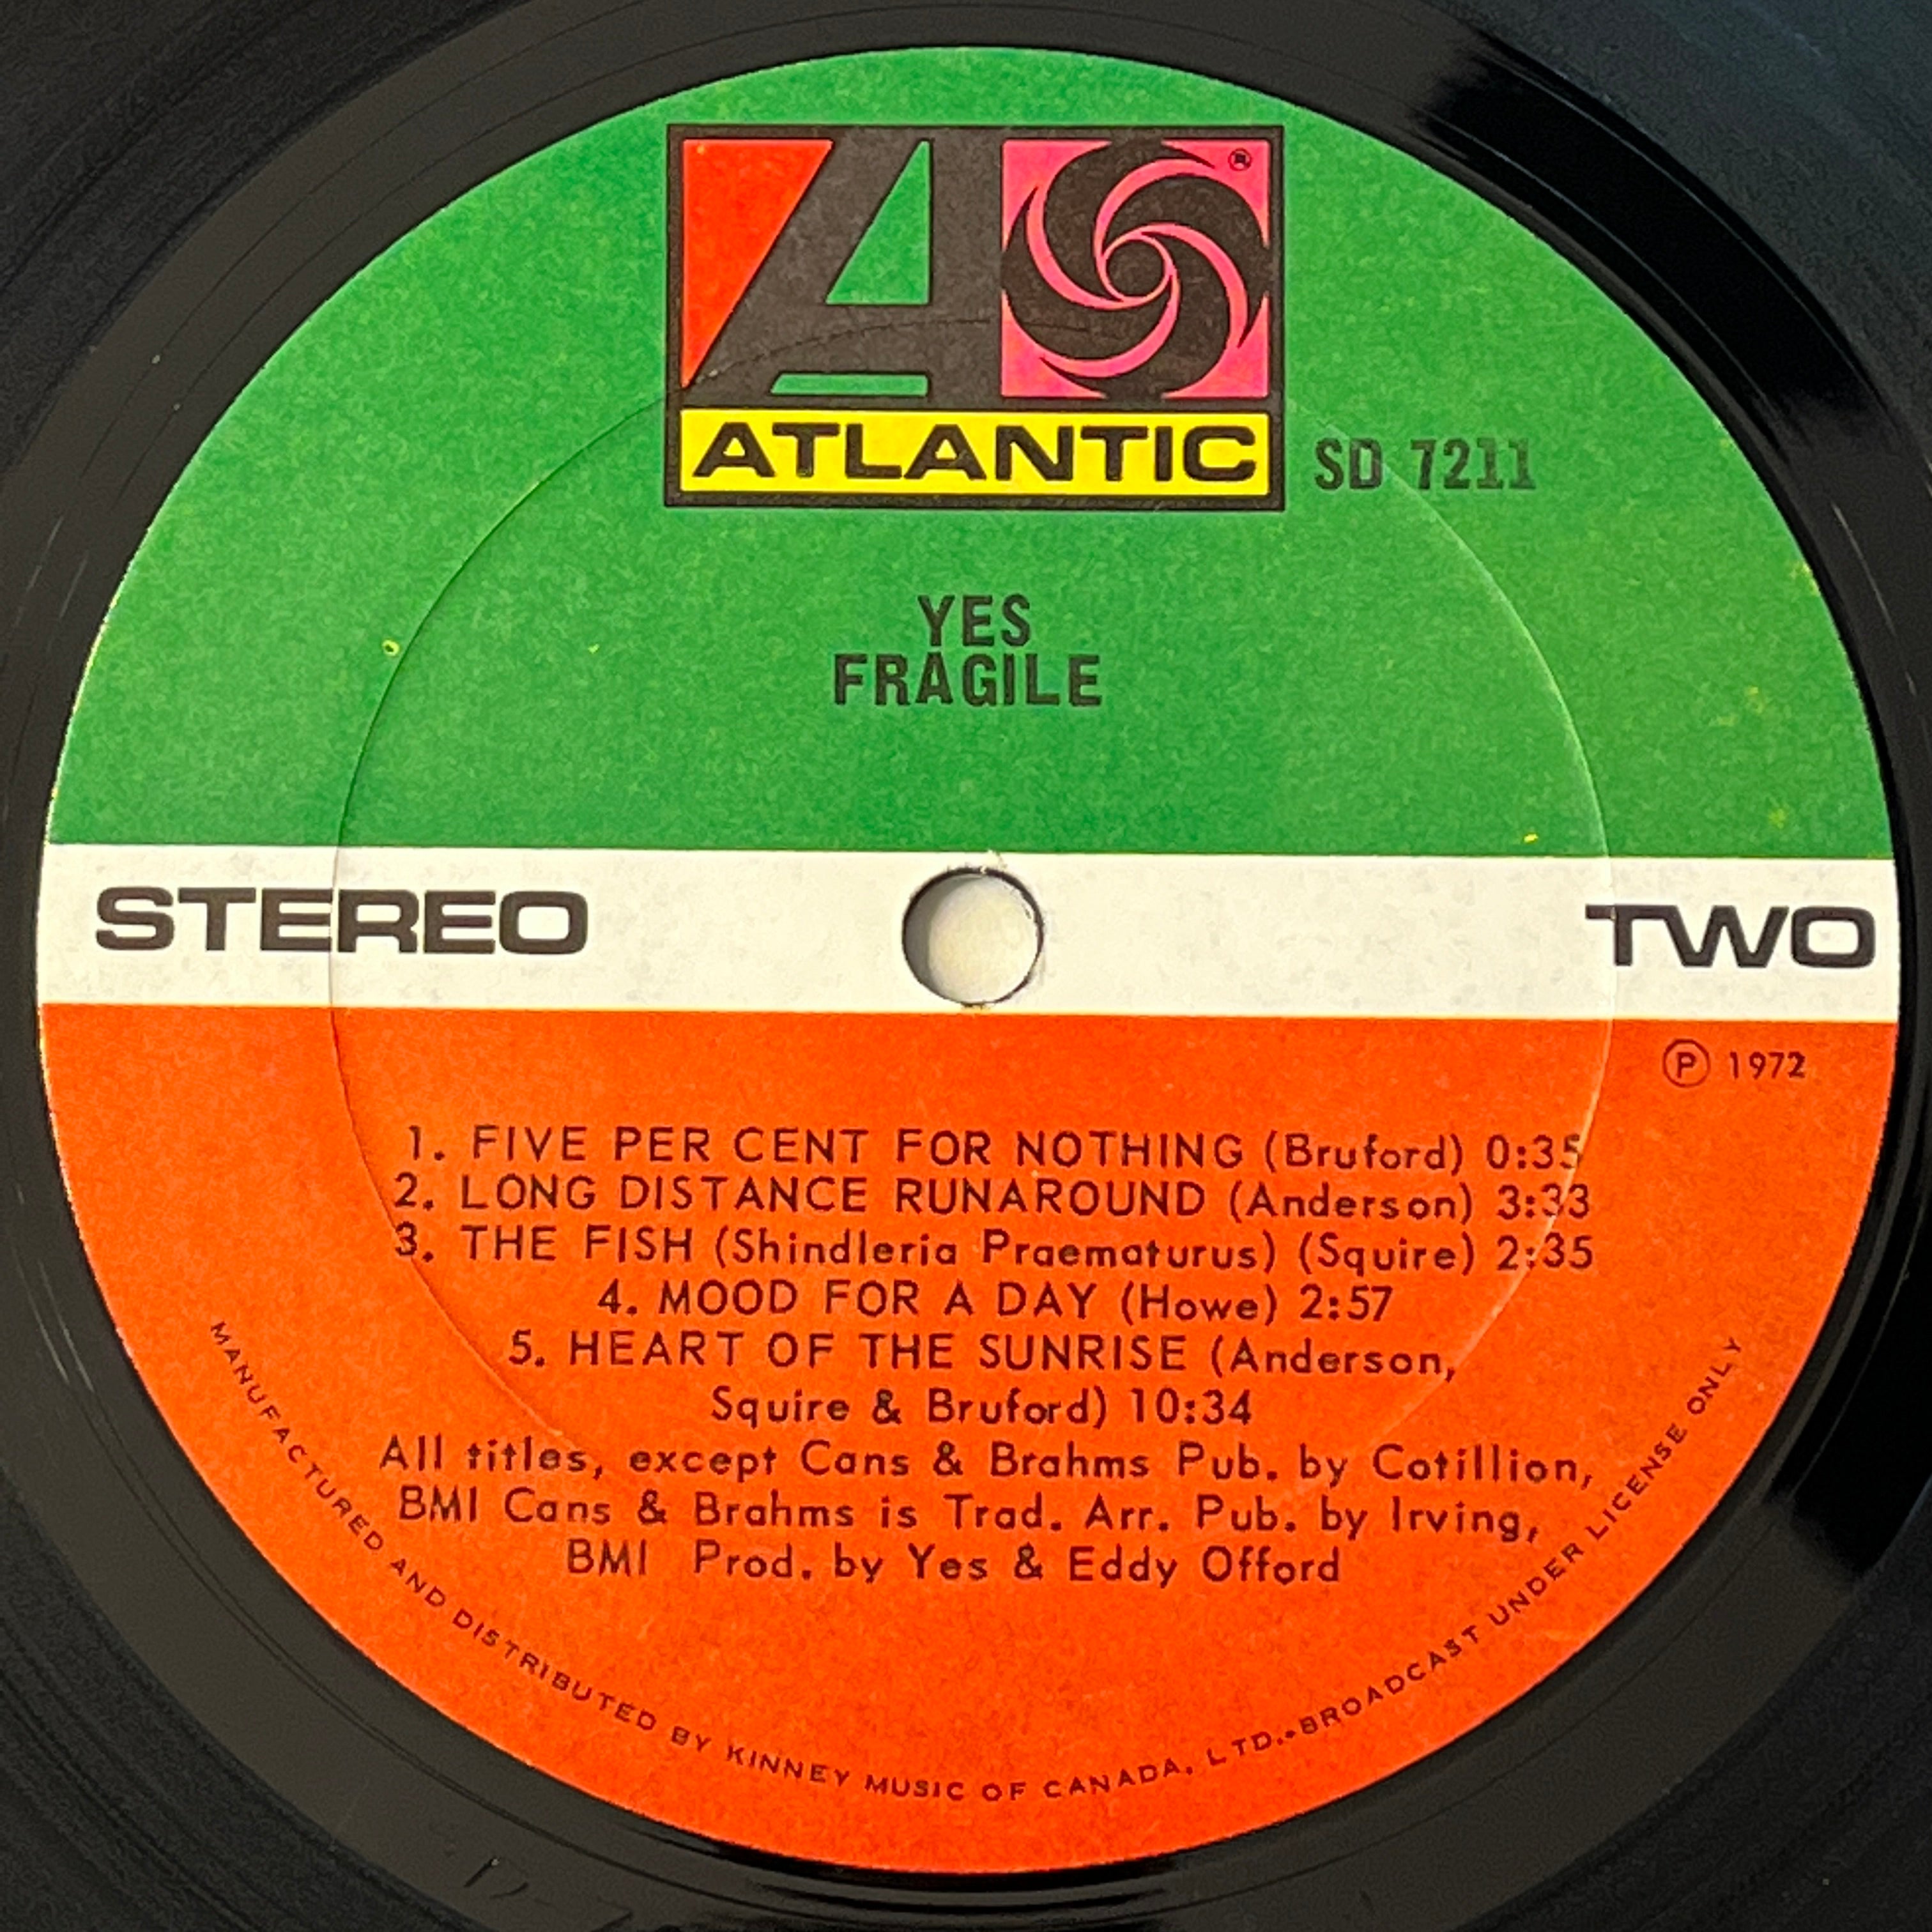 ATLANTIC
®
SD 7211
YES
FRAGILE
STEREO
TWO
℗ 1972
1. FIVE PER CENT FOR NOTHING (Bruford) 0:35
2. LONG DISTANCE RUNAROUND (Anderson) 3:33
3. THE FISH (Shindleria Praematurus) (Squire) 2:35
4. MOOD FOR A DAY (Howe) 2:57
5. HEART OF THE SUNRISE (Anderson,
Squire & Bruford) 10:34
All titles, except Cans & Brahms Pub. by Cotillion,
BMI Cans & Brahms is Trad. Arr. Pub. by Irving,
BMI Prod. by Yes & Eddy Offord
MANUFACTURED AND DISTRIBUTED BY KINNEY MUSIC OF CANADA, LTD.•BROADCAST UNDER LICENSE ONLY